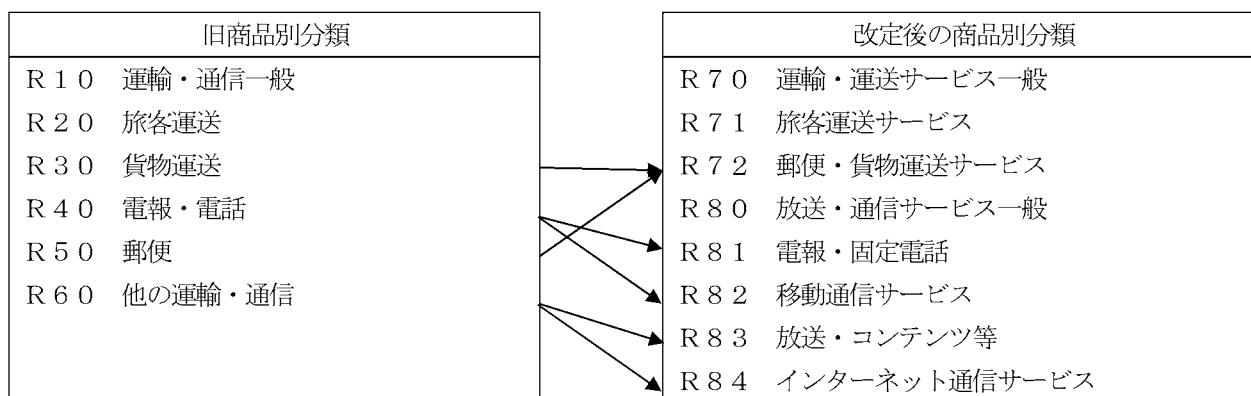 旧商品別分類
R10 運輸・通信一般
R20 旅客運送
R30 貨物運送
R40 電報・電話
R50 郵便
R60 他の運輸・通信
改定後の商品別分類
R70 運輸・運送サービス一般
R71 旅客運送サービス
R72 郵便・貨物運送サービス
R80 放送・通信サービス一般
R81 電報・固定電話
R82 移動通信サービス
R83 放送・コンテンツ等
R84 インターネット通信サービス